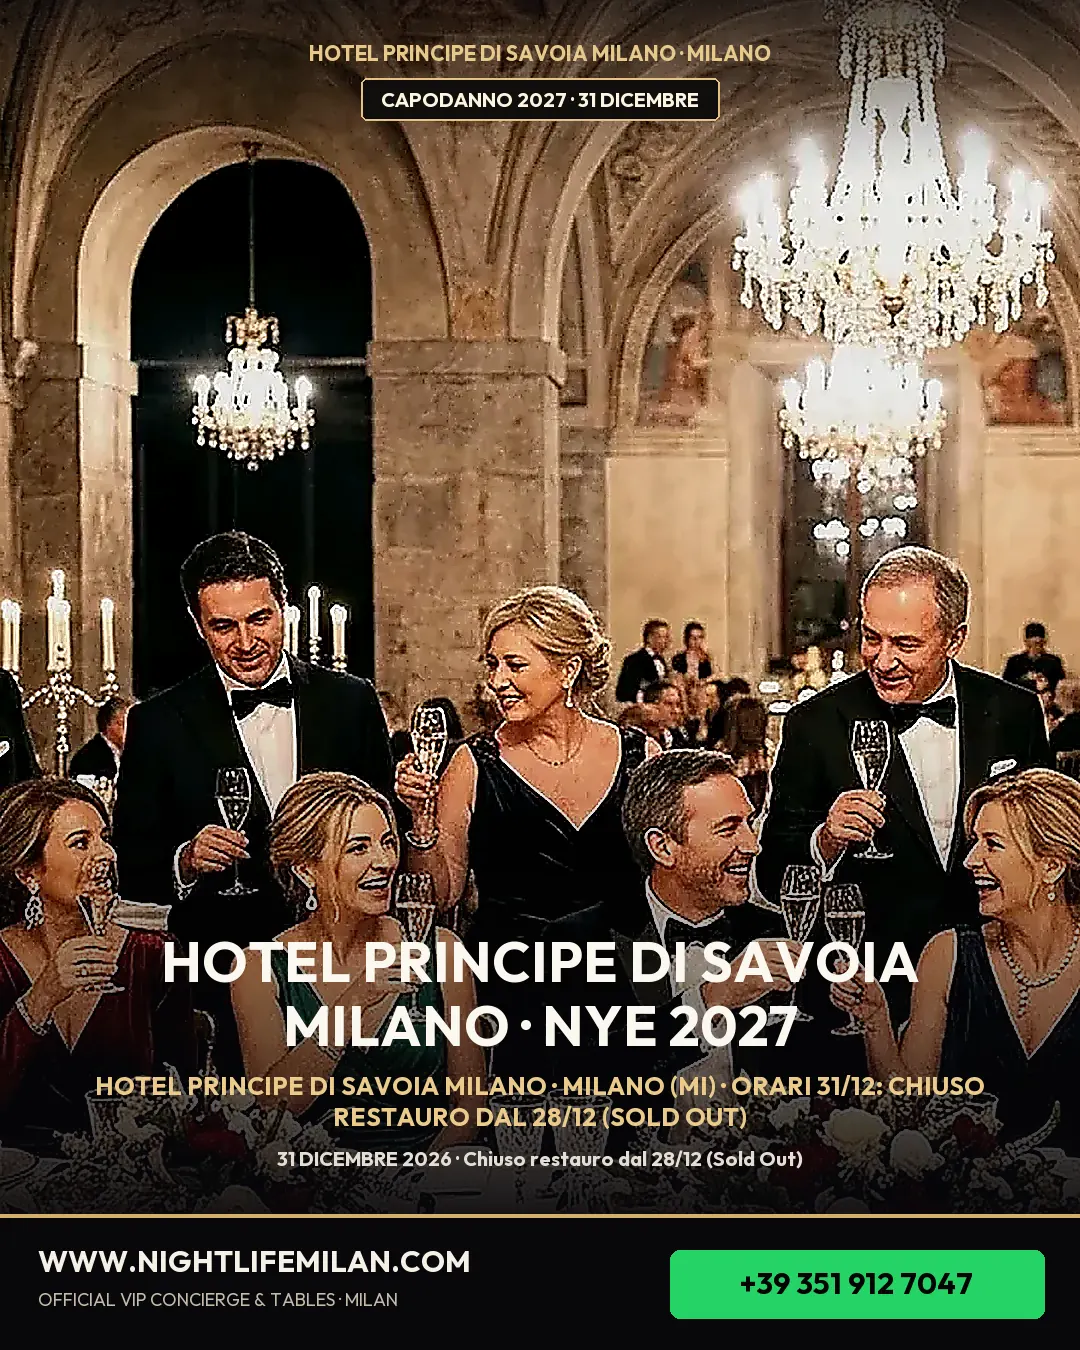 HOTEL PRINCIPE DI SAVOIA MILANO · MILANO
CAPODANNO 2027 · 31 DICEMBRE
HOTEL PRINCIPE DI SAVOIA
MILANO · NYE 2027
HOTEL PRINCIPE DI SAVOIA MILANO · MILANO (MI) · ORARI 31/12: CHIUSO
RESTAURO DAL 28/12 (SOLD OUT)
31 DICEMBRE 2026 · Chiuso restauro dal 28/12 (Sold Out)
WWW.NIGHTLIFEMILAN.COM
OFFICIAL VIP CONCIERGE & TABLES · MILAN
+39 351 912 7047